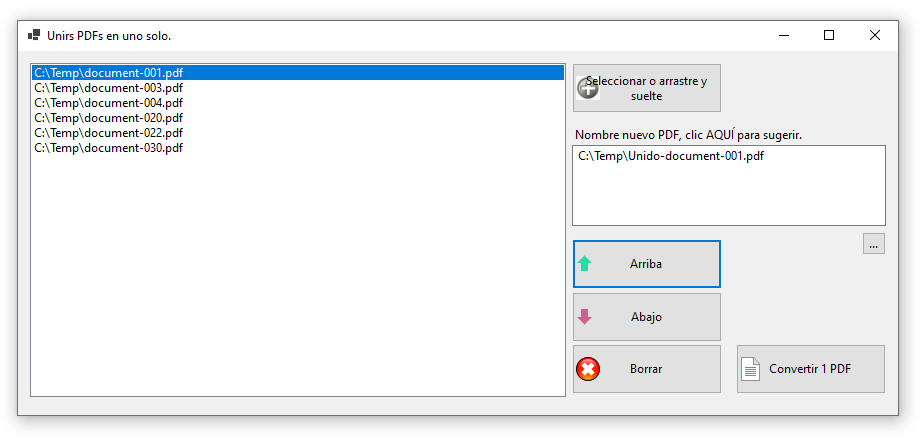 Unirs PDFs en uno solo.
C:\Temp\document-001.pdf
C:\Temp\document-003.pdf
C:\Temp\document-004.pdf
C:\Temp\document-020.pdf
C:\Temp\document-022.pdf
C:\Temp\document-030.pdf
Seleccionar o arrastre y
suelte
Nombre nuevo PDF, clic AQUÍ para sugerir.
C:\Temp\Unido-document-001.pdf
...
Arriba
Abajo
Borrar
Convertir 1 PDF